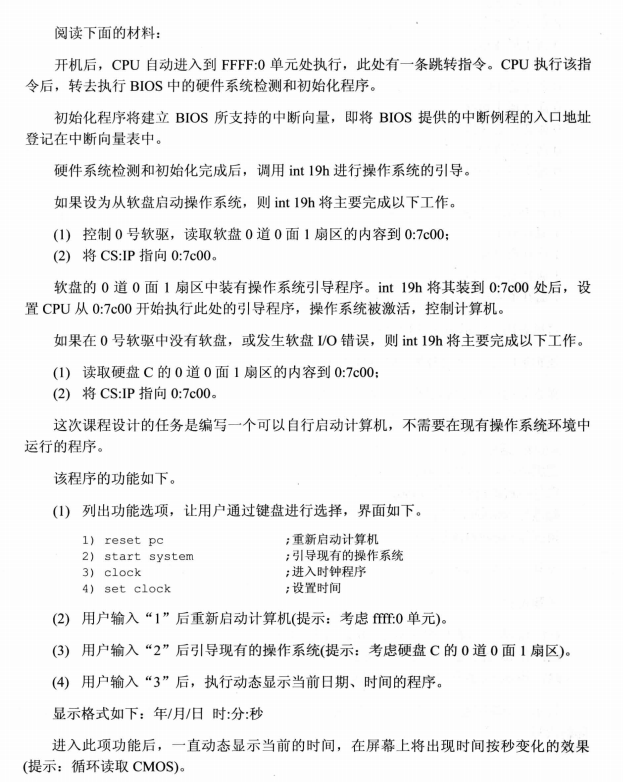 阅读下面的材料：
开机后，CPU 自动进入到 FFFF:0 单元处执行，此处有一条跳转指令。CPU 执行该指
令后，转去执行 BIOS 中的硬件系统检测和初始化程序。
初始化程序将建立 BIOS 所支持的中断向量，即将 BIOS 提供的中断例程的入口地址
登记在中断向量表中。
硬件系统检测和初始化完成后，调用 int 19h 进行操作系统的引导。
如果设为从软盘启动操作系统，则 int 19h 将主要完成以下工作。
(1) 控制 0 号软驱，读取软盘 0 道 0 面 1 扇区的内容到 0:7c00；
(2) 将 CS:IP 指向 0:7c00。
软盘的 0 道 0 面 1 扇区中装有操作系统引导程序。int 19h 将其装到 0:7c00 处后，设
置 CPU 从 0:7c00 开始执行此处的引导程序，操作系统被激活，控制计算机。
如果在 0 号软驱中没有软盘，或发生软盘 I/O 错误，则 int 19h 将主要完成以下工作。
(1) 读取硬盘 C 的 0 道 0 面 1 扇区的内容到 0:7c00；
(2) 将 CS:IP 指向 0:7c00。
这次课程设计的任务是编写一个可以自行启动计算机，不需要在现有操作系统环境中
运行的程序。
该程序的功能如下。
(1) 列出功能选项，让用户通过键盘进行选择，界面如下。
1) reset pc ;重新启动计算机
2) start system ;引导现有的操作系统
3) clock ;进入时钟程序
4) set clock ;设置时间
(2) 用户输入“1”后重新启动计算机(提示：考虑 ffff:0 单元)。
(3) 用户输入“2”后引导现有的操作系统(提示：考虑硬盘 C 的 0 道 0 面 1 扇区)。
(4) 用户输入“3”后，执行动态显示当前日期、时间的程序。
显示格式如下：年/月/日 时:分:秒
进入此项功能后，一直动态显示当前的时间，在屏幕上将出现时间按秒变化的效果
(提示：循环读取 CMOS)。